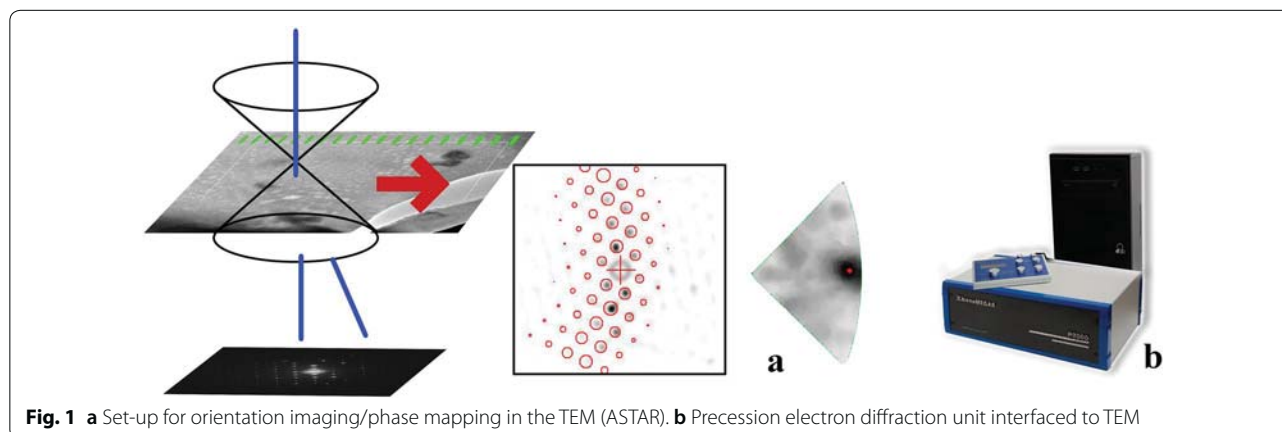 a
b
Fig. 1 a Set-up for orientation imaging/phase mapping in the TEM (ASTAR). b Precession electron diffraction unit interfaced to TEM